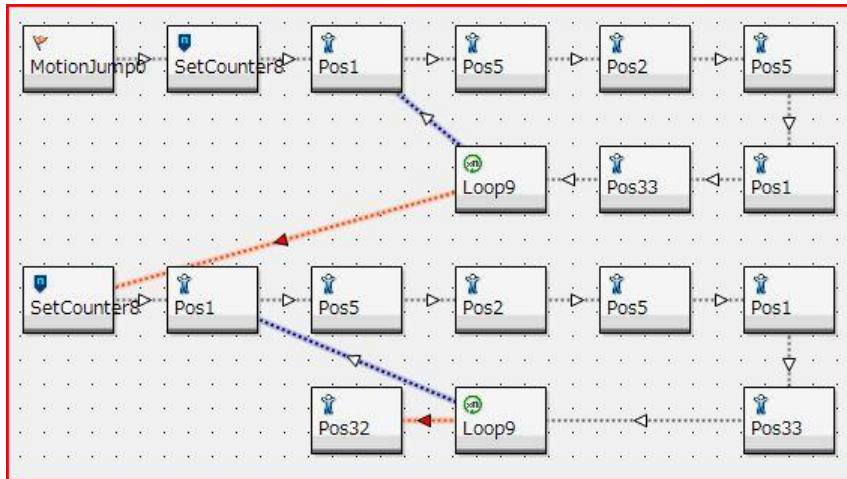 MotionJump0 SetCounter8 Pos1 Pos5 Pos2 Pos5
Loop9 Pos33 Pos1
SetCounter8 Pos1 Pos5 Pos2 Pos5 Pos1
Pos32 Loop9 Pos33